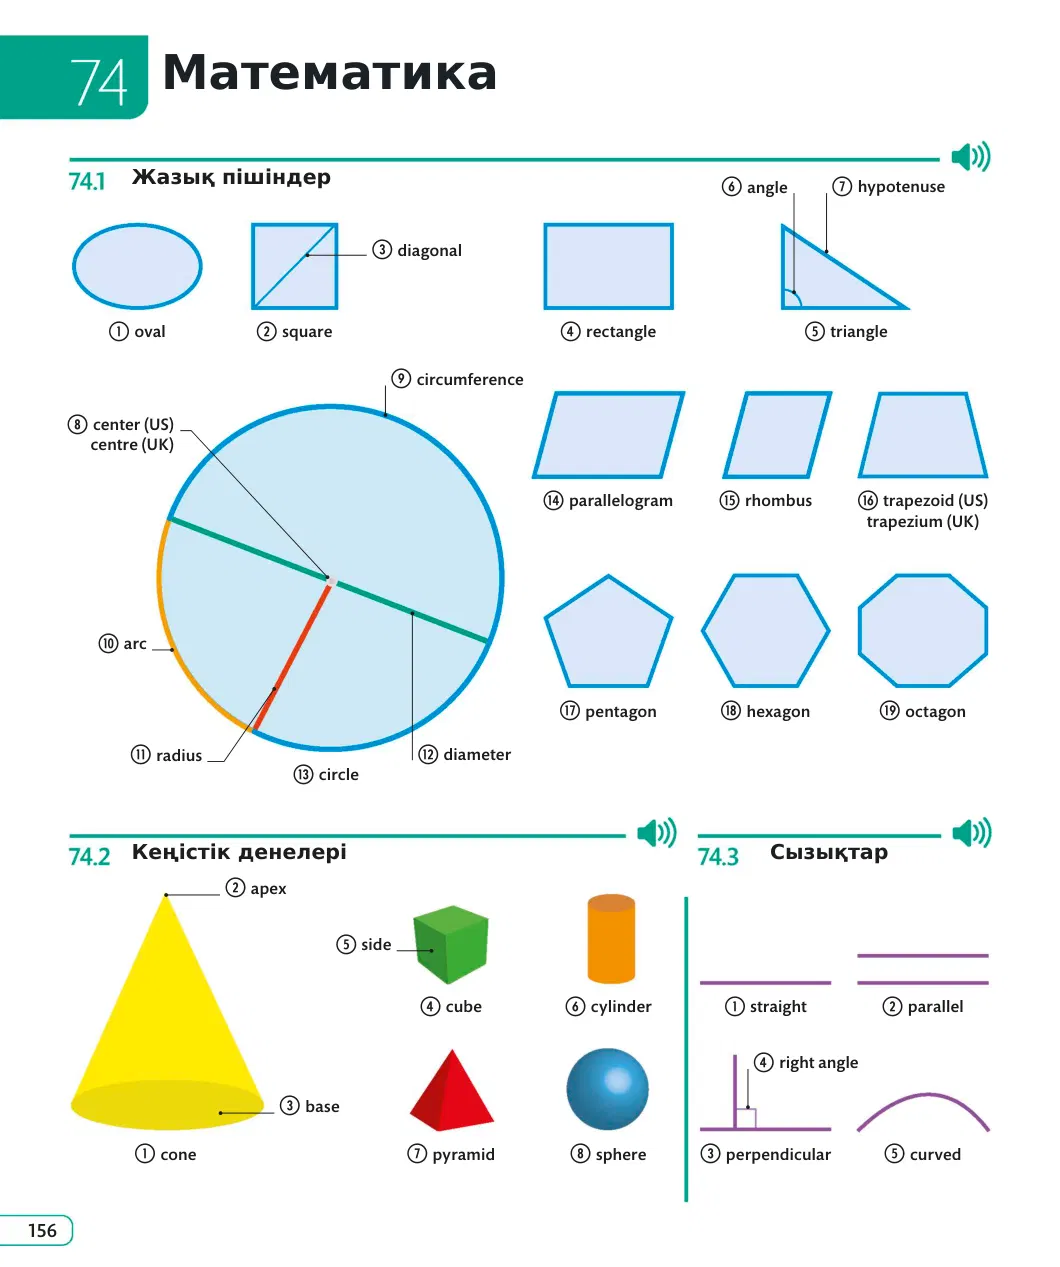 74
Математика
74.1 Жазық пішіндер
6 angle
7 hypotenuse
3 diagonal
1 oval
2 square
4 rectangle
5 triangle
9 circumference
8 center (US)
centre (UK)
14 parallelogram
15 rhombus
16 trapezoid (US)
trapezium (UK)
10 arc
17 pentagon
18 hexagon
19 octagon
11 radius
12 diameter
13 circle
74.2 Кеңістік денелері
2 apex
5 side
4 cube
6 cylinder
3 base
1 cone
7 pyramid
8 sphere
74.3 Сызықтар
1 straight
2 parallel
4 right angle
3 perpendicular
5 curved
156